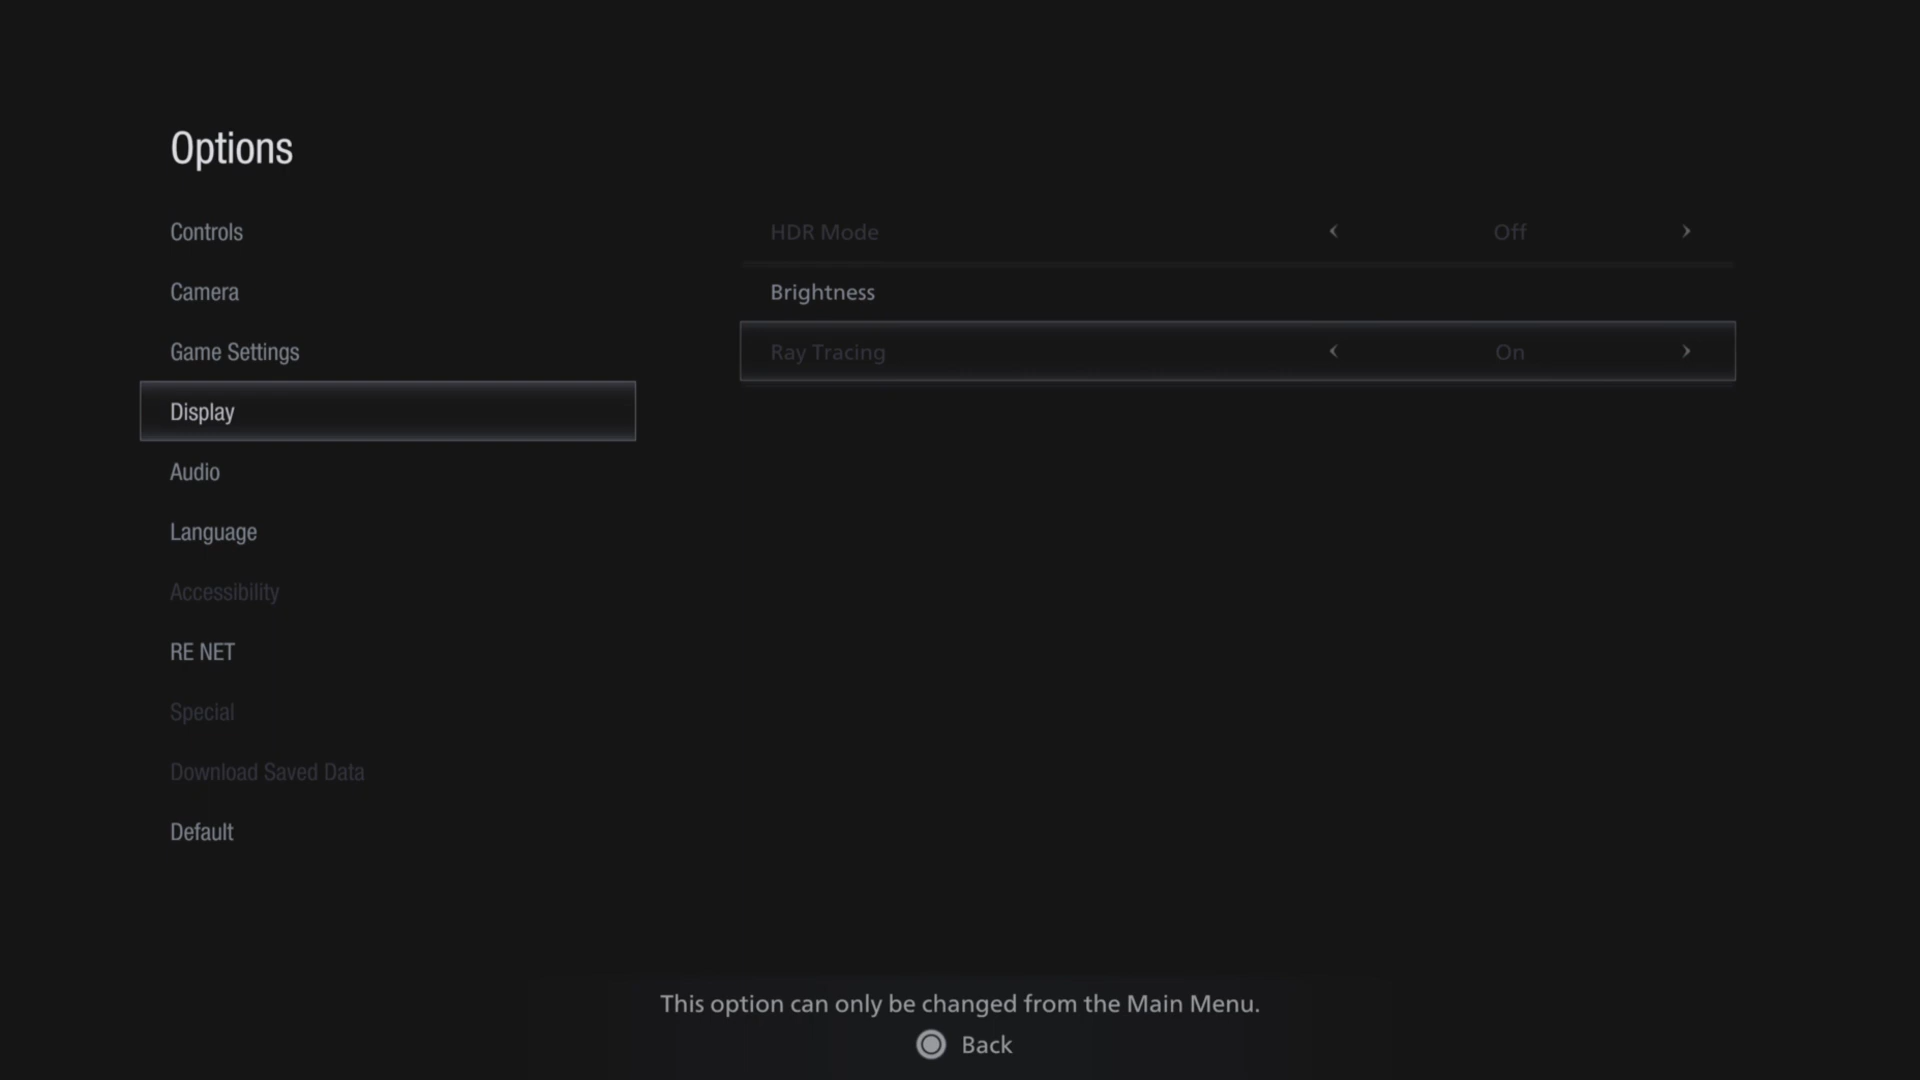 Options
Controls
Camera
Game Settings
Display
Audio
Language
Accessibility
RE NET
Special
Download Saved Data
Default
HDR Mode Off
Brightness
Ray Tracing On
This option can only be changed from the Main Menu.
Back